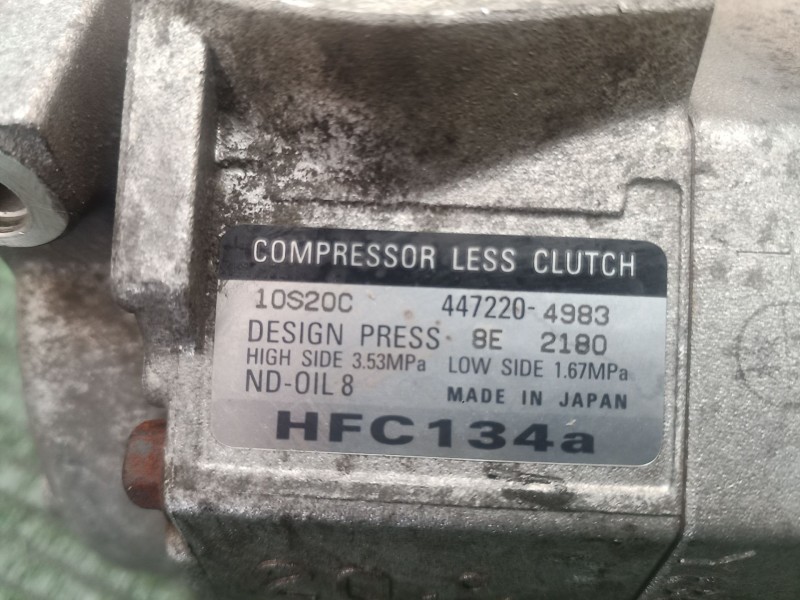 COMPRESSOR LESS CLUTCH
10S20C 447220-4983
DESIGN PRESS 8E 2180
HIGH SIDE 3.53MPa LOW SIDE 1.67MPa
ND-OIL 8 MADE IN JAPAN
HFC134a